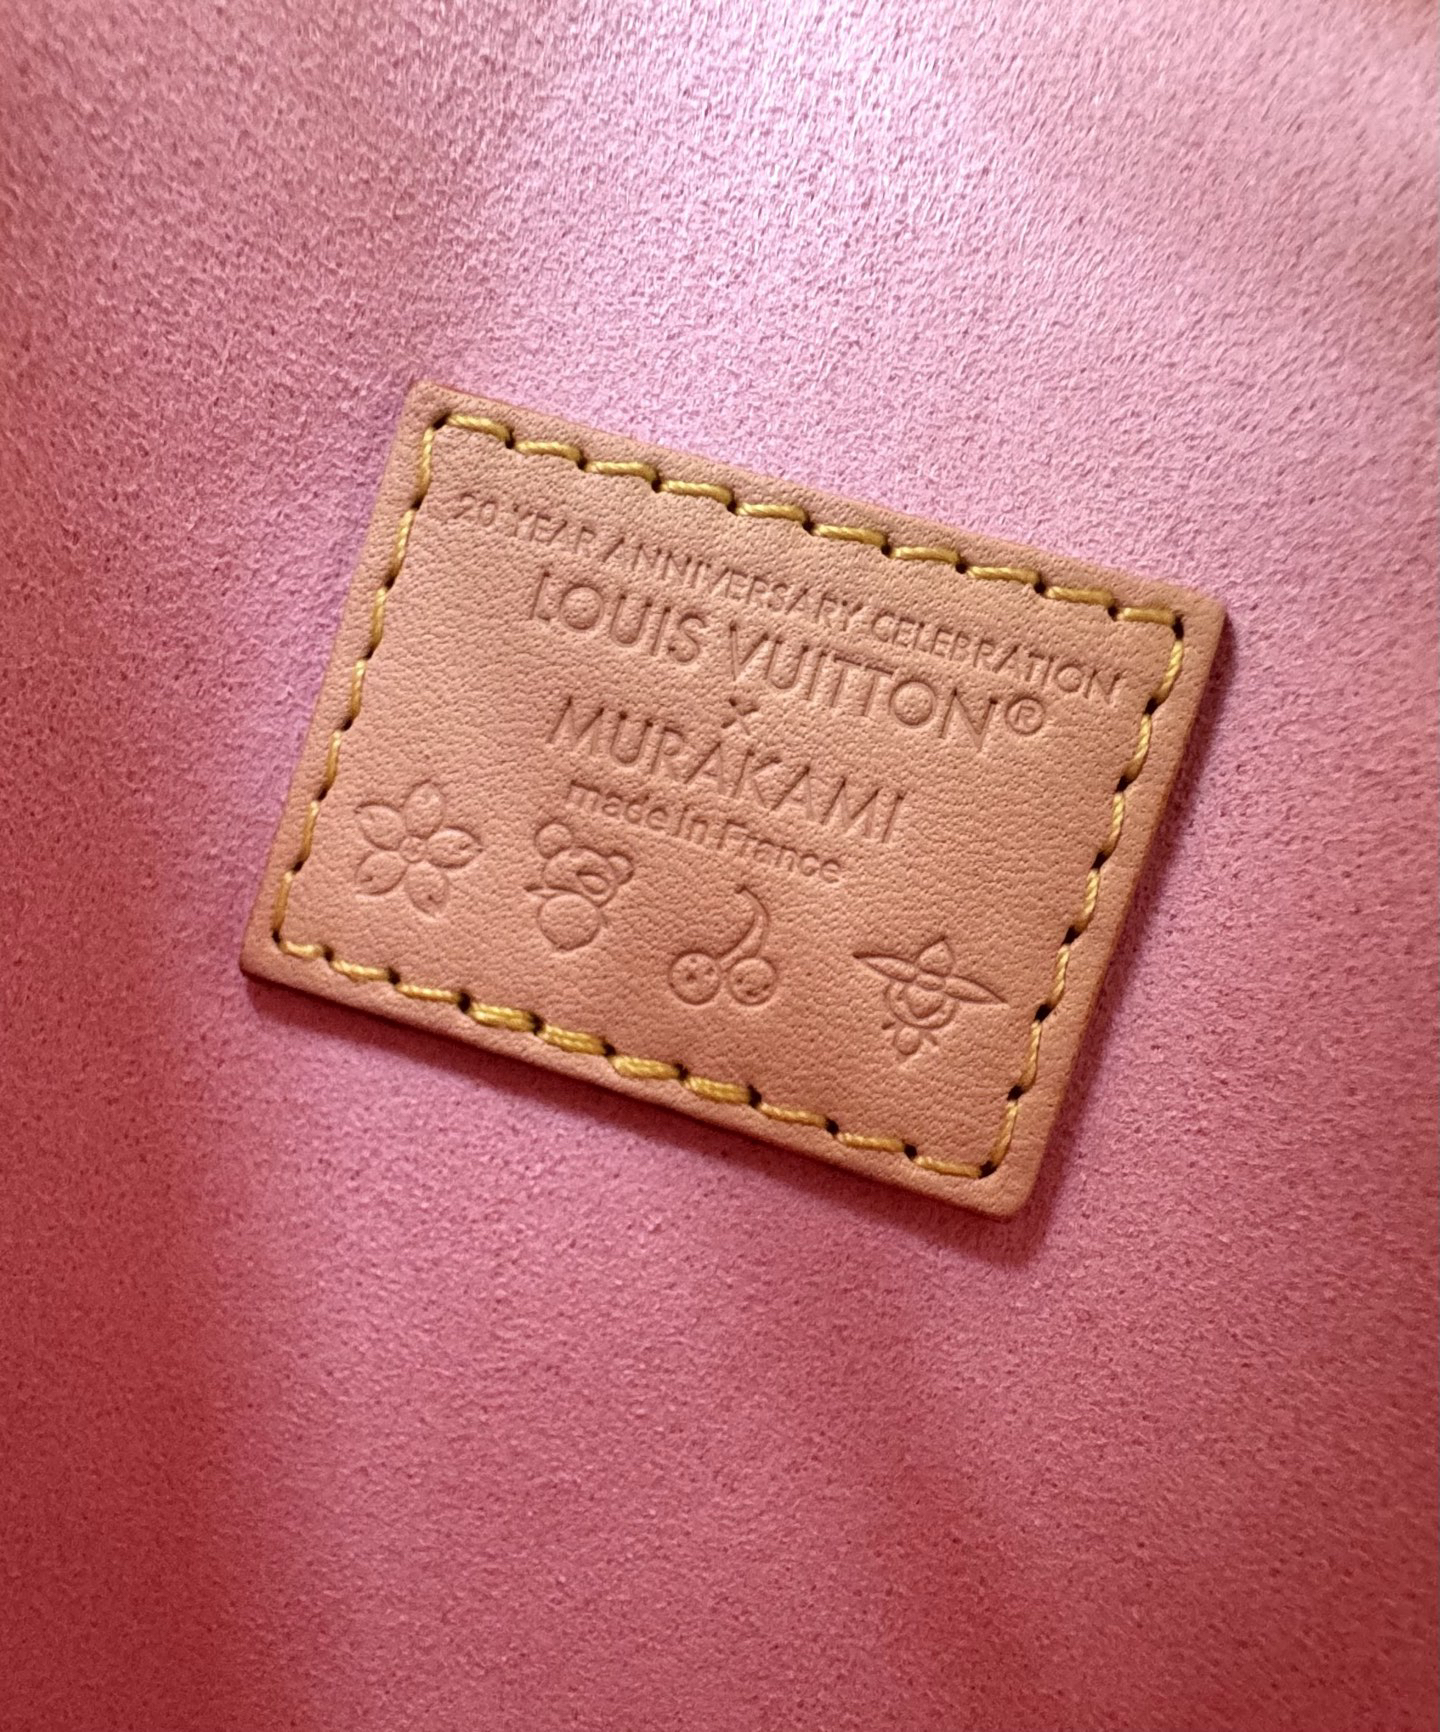 20 YEAR ANNIVERSARY CELEBRATION
LOUIS VUITTON®
×
MURAKAMI
made in France